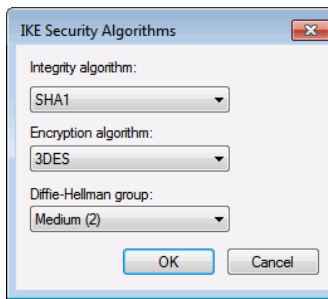 IKE Security Algorithms
Integrity algorithm:
SHA1
Encryption algorithm:
3DES
Diffie-Hellman group:
Medium (2)
OK Cancel